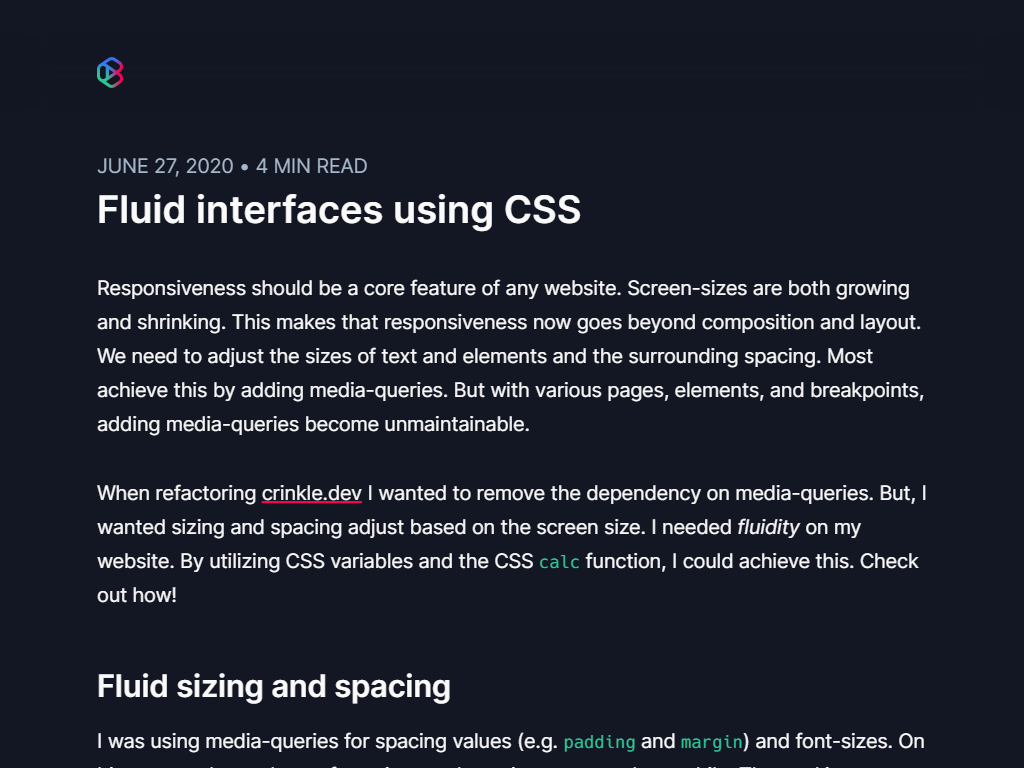 JUNE 27, 2020 • 4 MIN READ
Fluid interfaces using CSS
Responsiveness should be a core feature of any website. Screen-sizes are both growing
and shrinking. This makes that responsiveness now goes beyond composition and layout.
We need to adjust the sizes of text and elements and the surrounding spacing. Most
achieve this by adding media-queries. But with various pages, elements, and breakpoints,
adding media-queries become unmaintainable.
When refactoring crinkle.dev I wanted to remove the dependency on media-queries. But, I
wanted sizing and spacing adjust based on the screen size. I needed fluidity on my
website. By utilizing CSS variables and the CSS calc function, I could achieve this. Check
out how!
Fluid sizing and spacing
I was using media-queries for spacing values (e.g. padding and margin) and font-sizes. On